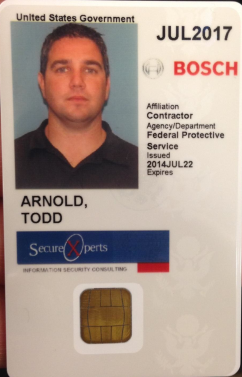 United States Government
JUL2017
BOSCH
Affiliation
Contractor
Agency/Department
Federal Protective
Service
Issued
2014JUL22
Expires
ARNOLD,
TODD
SecureXperts
INFORMATION SECURITY CONSULTING